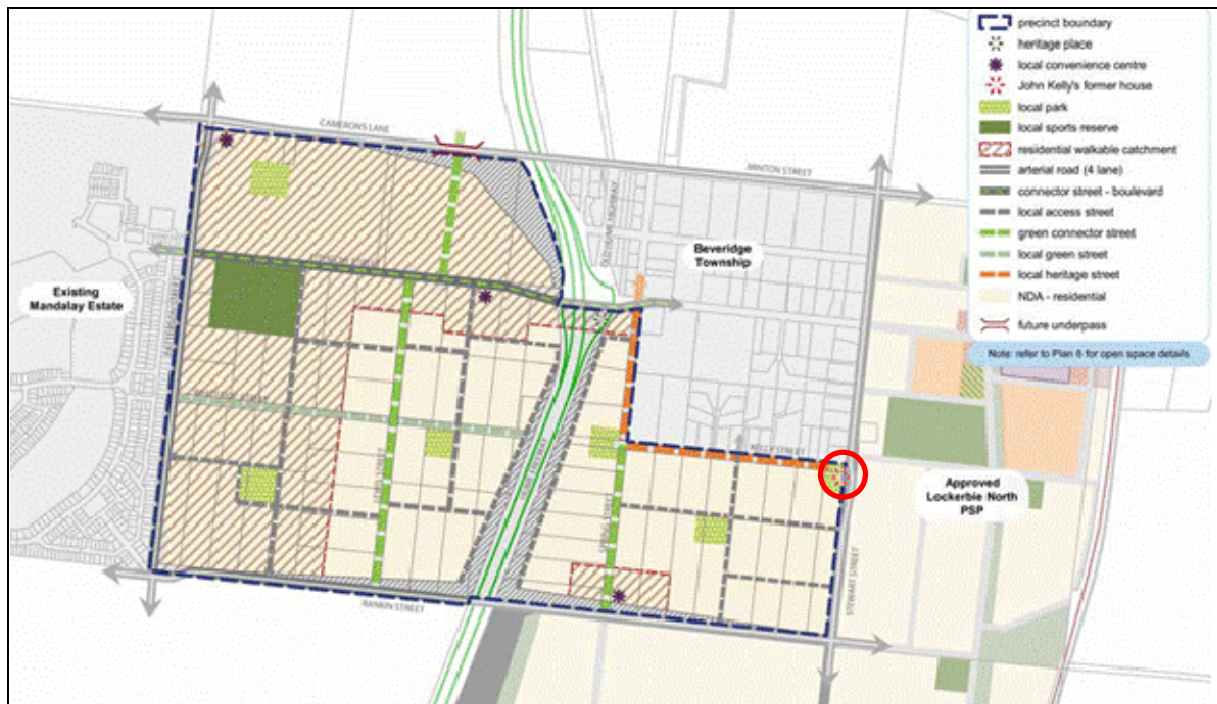 precinct boundary
heritage place
local convenience centre
John Kelly's former house
local park
local sports reserve
residential walkable catchment
arterial road (4 lane)
connector street - boulevard
local access street
green connector street
local green street
local heritage street
NDIA - residential
future underpass
Note: refer to Plan 6 for open space details
CAMERON'S LANE
MINTON STREET
Beveridge
Township
Existing
Mandalay Estate
KELLY STREET
Approved
Lockerbie North
PSP
STEWART STREET
RANKIN STREET